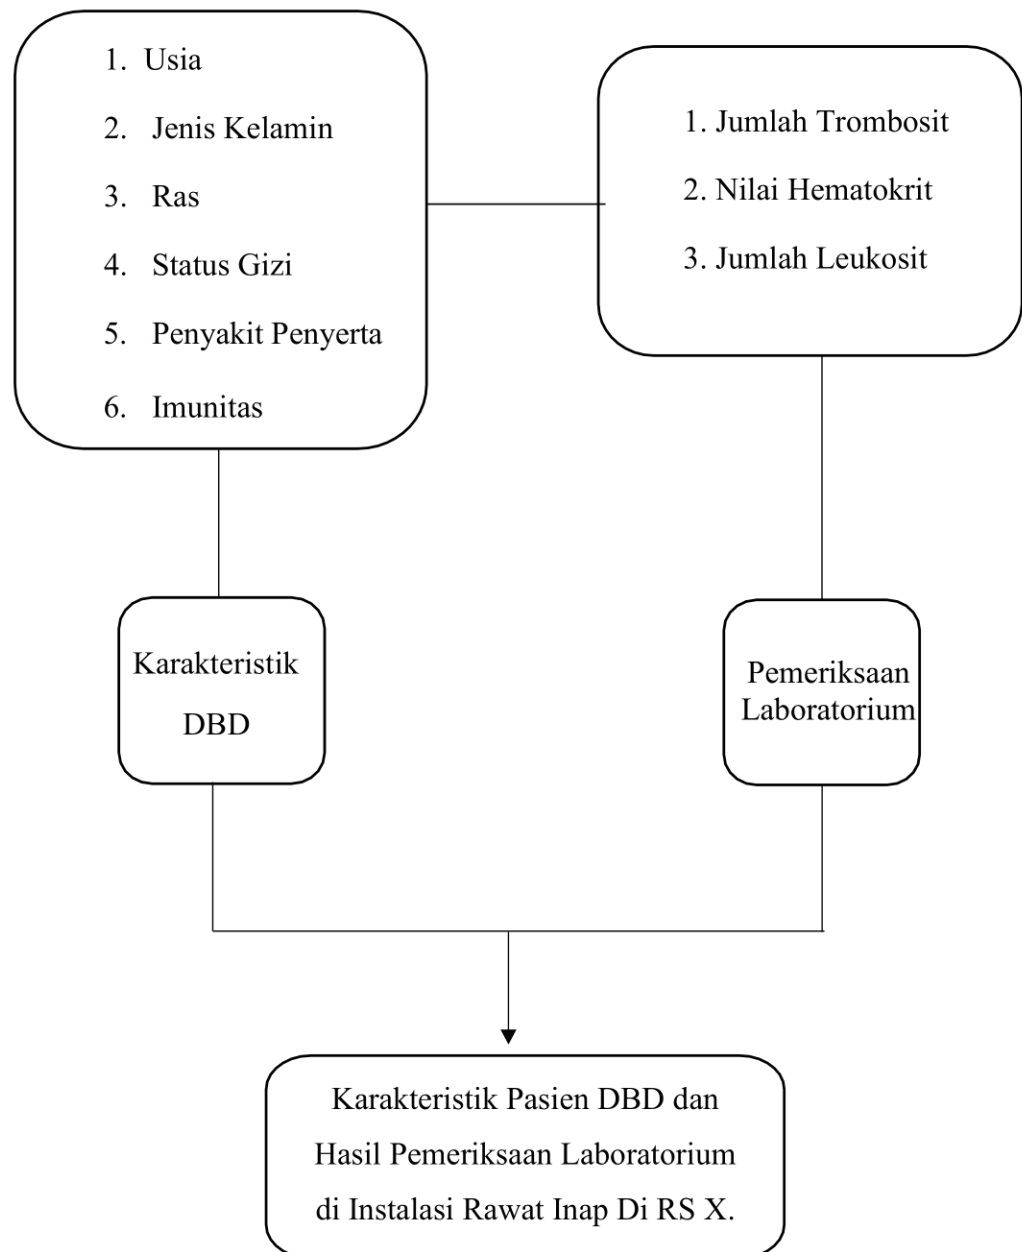 1. Usia
2. Jenis Kelamin
3. Ras
4. Status Gizi
5. Penyakit Penyerta
6. Imunitas
1. Jumlah Trombosit
2. Nilai Hematokrit
3. Jumlah Leukosit
Karakteristik
DBD
Pemeriksaan
Laboratorium
Karakteristik Pasien DBD dan
Hasil Pemeriksaan Laboratorium
di Instalasi Rawat Inap Di RS X.